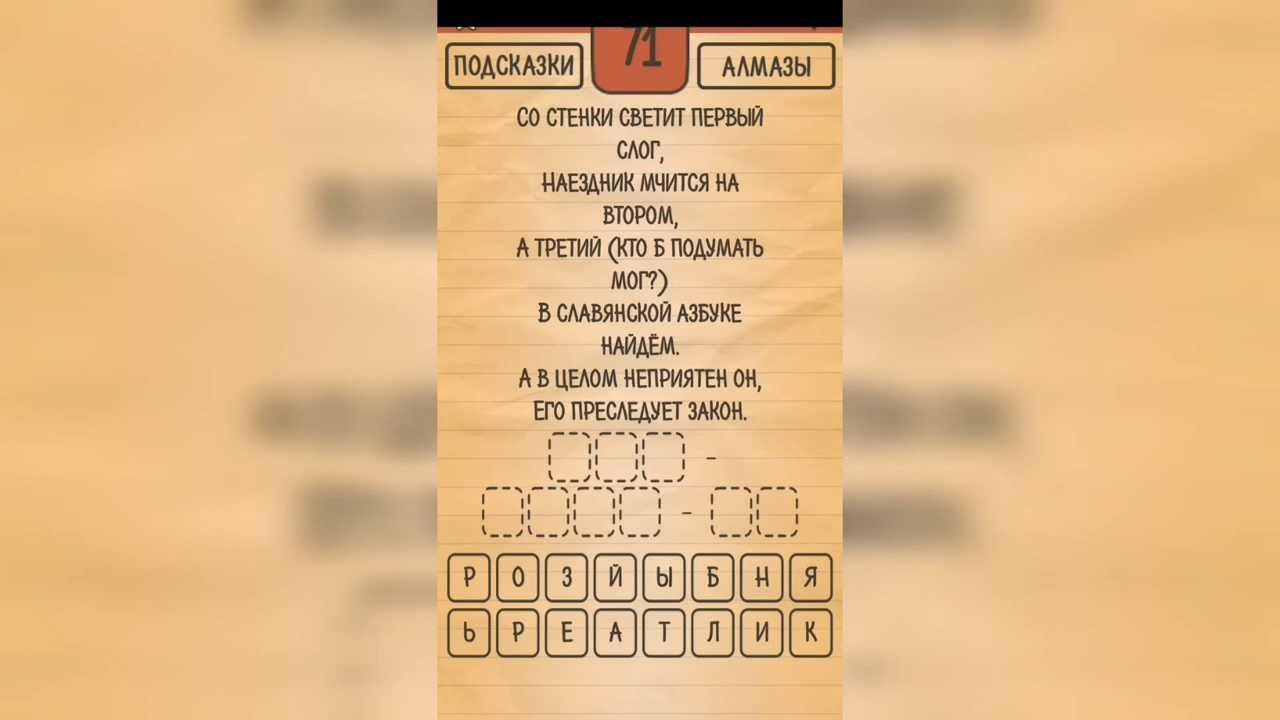 71
ПОДСКАЗКИ
АЛМАЗЫ
СО СТЕНКИ СВЕТИТ ПЕРВЫЙ
СЛОГ,
НАЕЗДНИК МЧИТСЯ НА
ВТОРОМ,
А ТРЕТИЙ (КТО Б ПОДУМАТЬ
МОГ?)
В СЛАВЯНСКОЙ АЗБУКЕ
НАЙДЁМ.
А В ЦЕЛОМ НЕПРИЯТЕН ОН,
ЕГО ПРЕСЛЕДУЕТ ЗАКОН.
-
-
Р О З Й Ы Б Н Я
Ь Р Е А Т Л И К